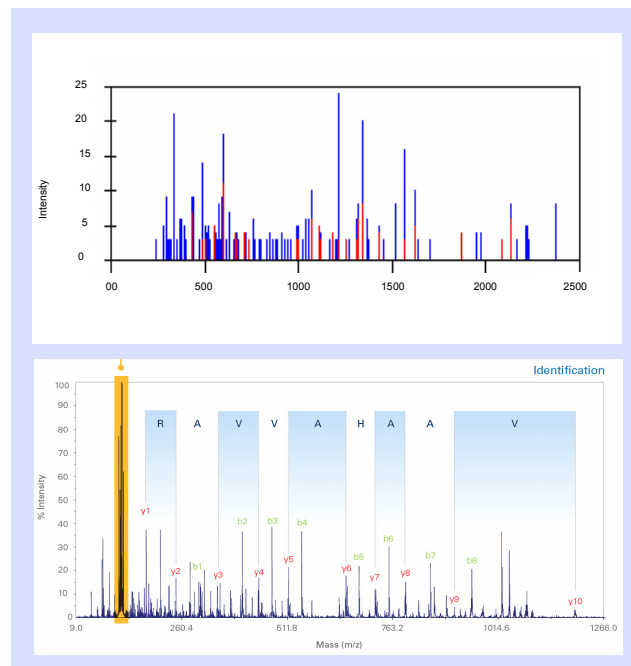 25
20
15
10
5
0
Intensity
00 500 1000 1500 2000 2500
Identification
100
90
80
70
60
50
40
30
20
10
0
% Intensity
R A V V A H A A V
y1
b2 b3 b4
y2 b1 y3 y4 y5 y6 b5 y7 b6 y8 b7 y9 b8 y10
9.0 260.4 511.8 763.2 1014.6 1266.0
Mass (m/z)